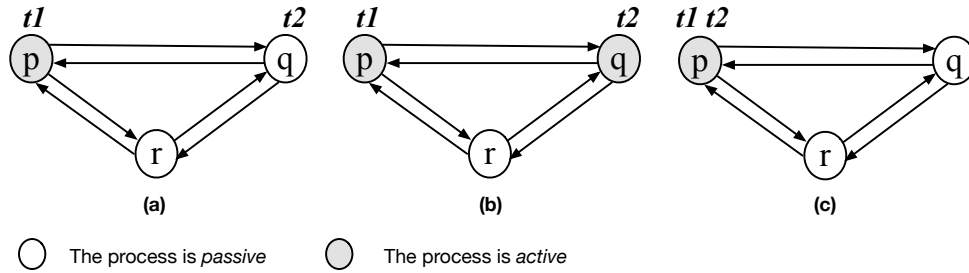 t1 t2 t1 t2 t1 t2
p q p q p q
r r r
(a) (b) (c)
The process is passive The process is active